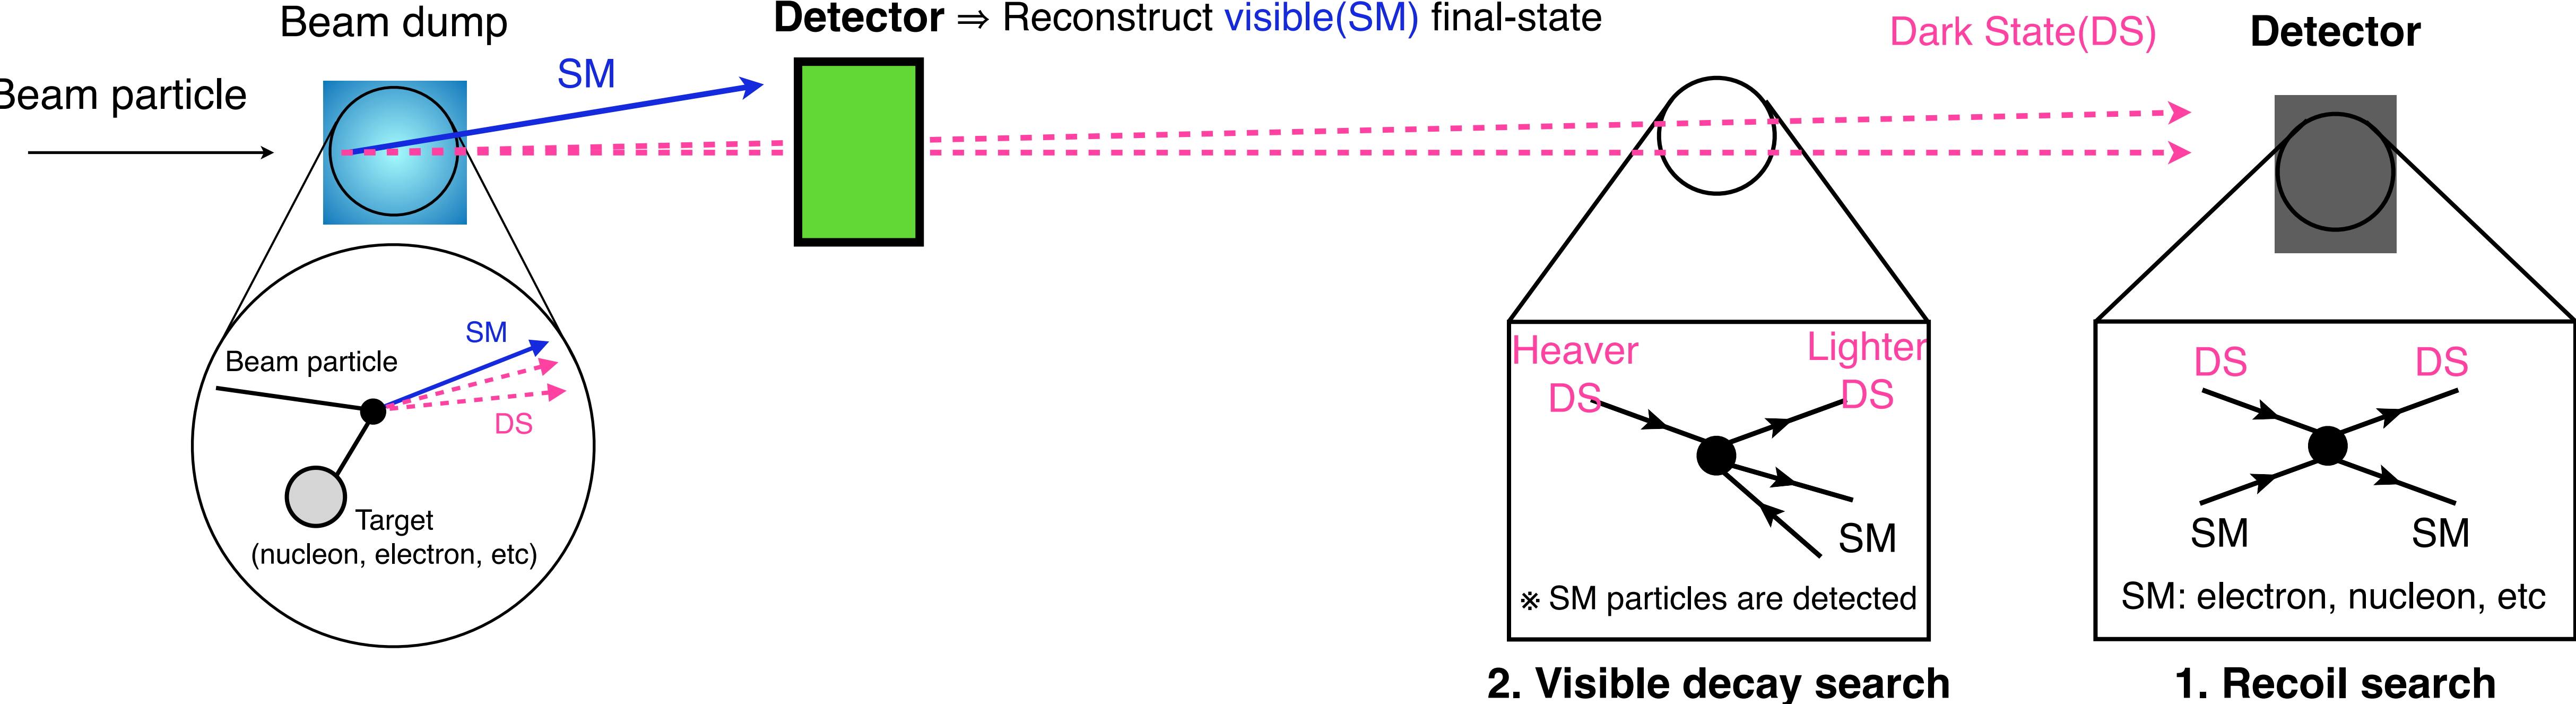 Beam dump
Detector ⇒ Reconstruct visible(SM) final-state
Dark State(DS)
Detector
Beam particle
SM
SM
Beam particle
DS
Target
(nucleon, electron, etc)
Heaver
DS
Lighter
DS
SM
※ SM particles are detected
2. Visible decay search
DS
DS
SM
SM
SM: electron, nucleon, etc
1. Recoil search